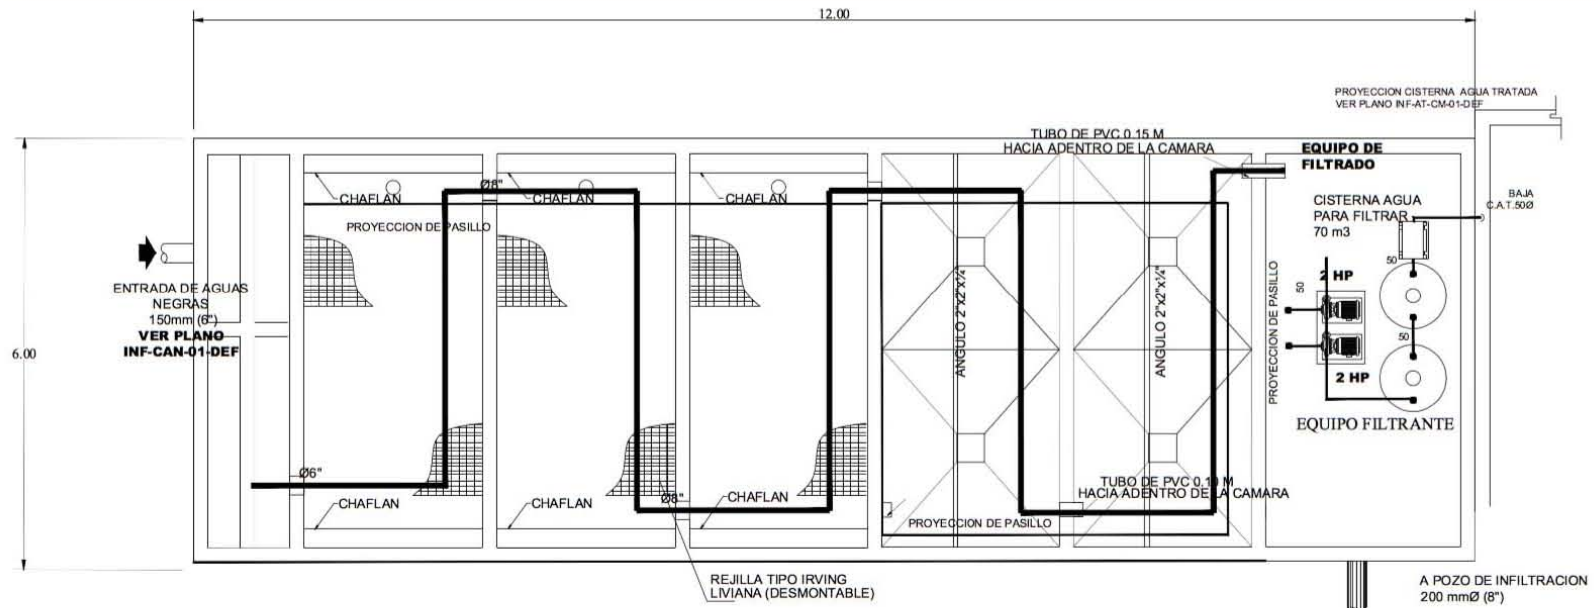 12.00
PROYECCION CISTERNA AGUA TRATADA
VER PLANO INF-AT-CM-01-DEF
TUBO DE PVC 0.15 M
HACIA ADENTRO DE LA CAMARA
EQUIPO DE
FILTRADO
CHAFLAN
Ø8"
CHAFLAN
CHAFLAN
CISTERNA AGUA
PARA FILTRAR
70 m3
BAJA
C.A.T.50Ø
PROYECCION DE PASILLO
ENTRADA DE AGUAS
NEGRAS
150mm (6")
VER PLANO
INF-CAN-01-DEF
6.00
ANGULO 2"x2"x¼"
ANGULO 2"x2"x¼"
PROYECCION DE PASILLO
50
2 HP
50
50
2 HP
EQUIPO FILTRANTE
Ø6"
CHAFLAN
CHAFLAN
Ø8"
CHAFLAN
TUBO DE PVC 0.10 M
HACIA ADENTRO DE LA CAMARA
PROYECCION DE PASILLO
REJILLA TIPO IRVING
LIVIANA (DESMONTABLE)
A POZO DE INFILTRACION
200 mmØ (8")